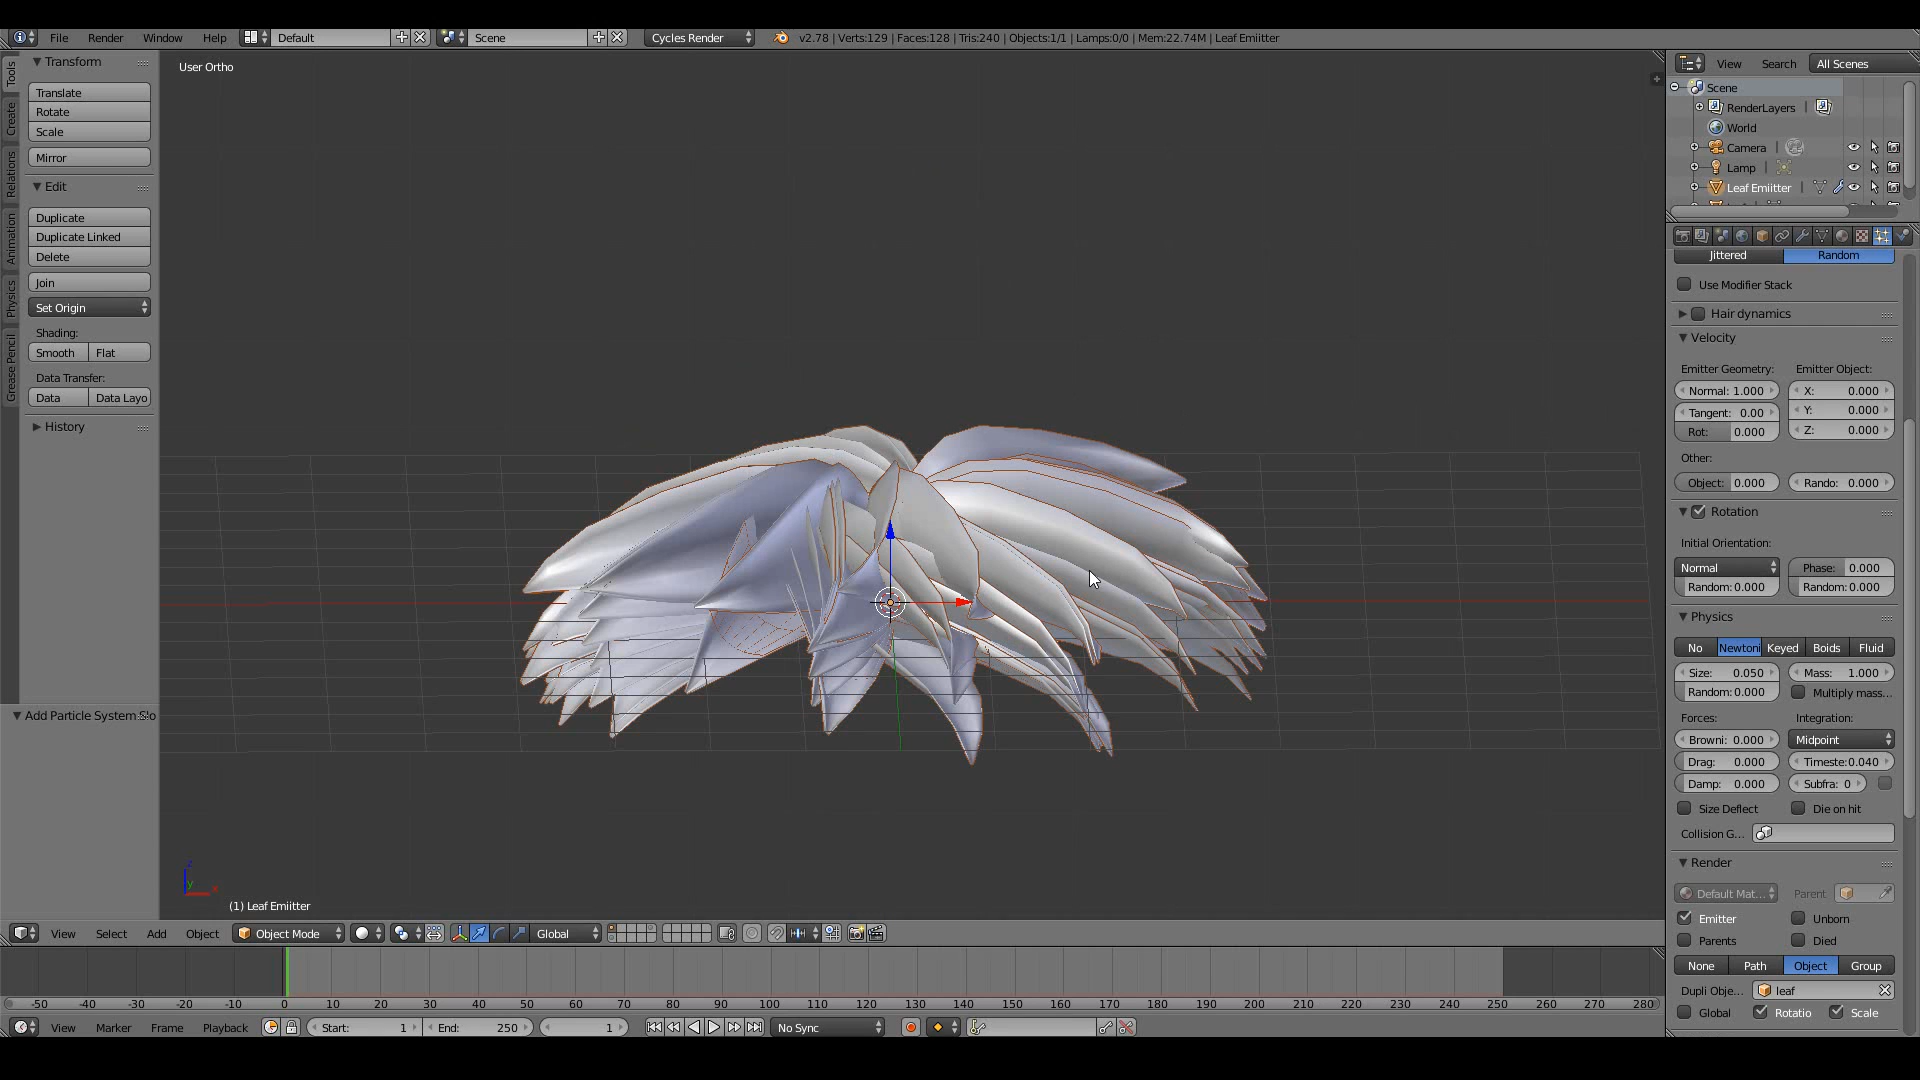 File Render Window Help Default Scene Cycles Render v2.78 | Verts:129 | Faces:128 | Tris:240 | Objects:1/1 | Lamps:0/0 | Mem:22.74M | Leaf Emiitter
User Ortho
Tools
Create
Relations
Animation
Physics
Grease Pencil
Transform
Translate
Rotate
Scale
Mirror
Edit
Duplicate
Duplicate Linked
Delete
Join
Set Origin
Shading:
Smooth Flat
Data Transfer:
Data Data Layo
History
Add Particle System Slo
(1) Leaf Emiitter
View Select Add Object Object Mode Global
-50 -40 -30 -20 -10 0 10 20 30 40 50 60 70 80 90 100 110 120 130 140 150 160 170 180 190 200 210 220 230 240 250 260 270 280
View Marker Frame Playback Start: 1 End: 250 1 No Sync
View Search All Scenes
Scene
RenderLayers
World
Camera
Lamp
Leaf Emiitter
Jittered Random
Use Modifier Stack
Hair dynamics
Velocity
Emitter Geometry: Emitter Object:
Normal: 1.000 X: 0.000
Tangent: 0.00 Y: 0.000
Rot: 0.000 Z: 0.000
Other:
Object: 0.000 Rando: 0.000
Rotation
Initial Orientation:
Normal Phase: 0.000
Random:0.000 Random:0.000
Physics
No Newtoni Keyed Boids Fluid
Size: 0.050 Mass: 1.000
Random:0.000 Multiply mass...
Forces: Integration:
Browni: 0.000 Midpoint
Drag: 0.000 Timeste:0.040
Damp: 0.000 Subfra: 0
Size Deflect Die on hit
Collision G...
Render
Default Mat... Parent
Emitter Unborn
Parents Died
None Path Object Group
Dupli Obje... leaf
Global Rotatio Scale
x
y
z